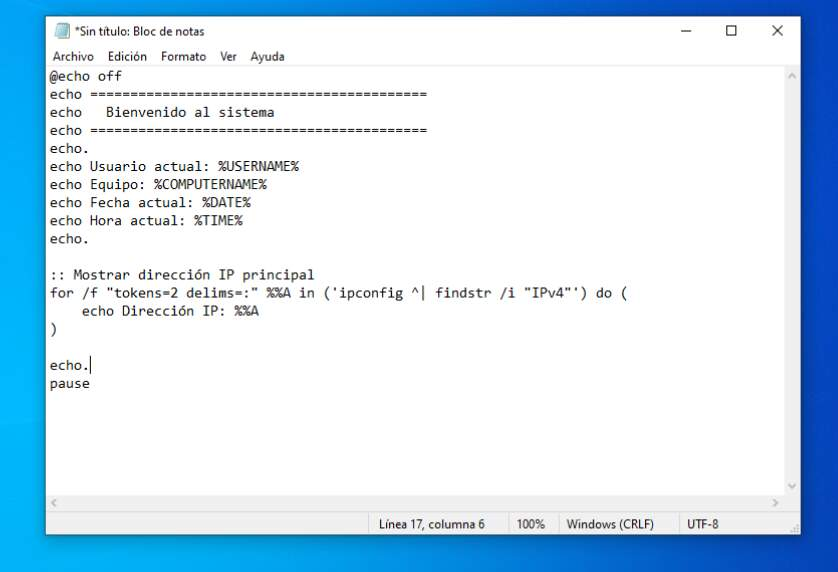 *Sin título: Bloc de notas
Archivo Edición Formato Ver Ayuda
@echo off
echo ==========================================
echo   Bienvenido al sistema
echo ==========================================
echo.
echo Usuario actual: %USERNAME%
echo Equipo: %COMPUTERNAME%
echo Fecha actual: %DATE%
echo Hora actual: %TIME%
echo.

:: Mostrar dirección IP principal
for /f "tokens=2 delims=:" %%A in ('ipconfig ^| findstr /i "IPv4"') do (
    echo Dirección IP: %%A
)

echo.
pause
Línea 17, columna 6 100% Windows (CRLF) UTF-8